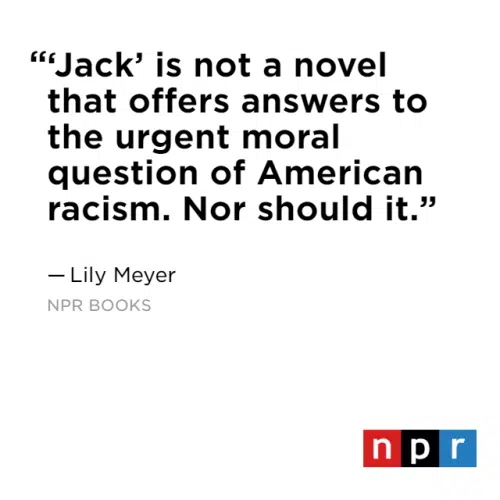 “‘Jack’ is not a novel
that offers answers to
the urgent moral
question of American
racism. Nor should it.”
— Lily Meyer
NPR BOOKS
npr